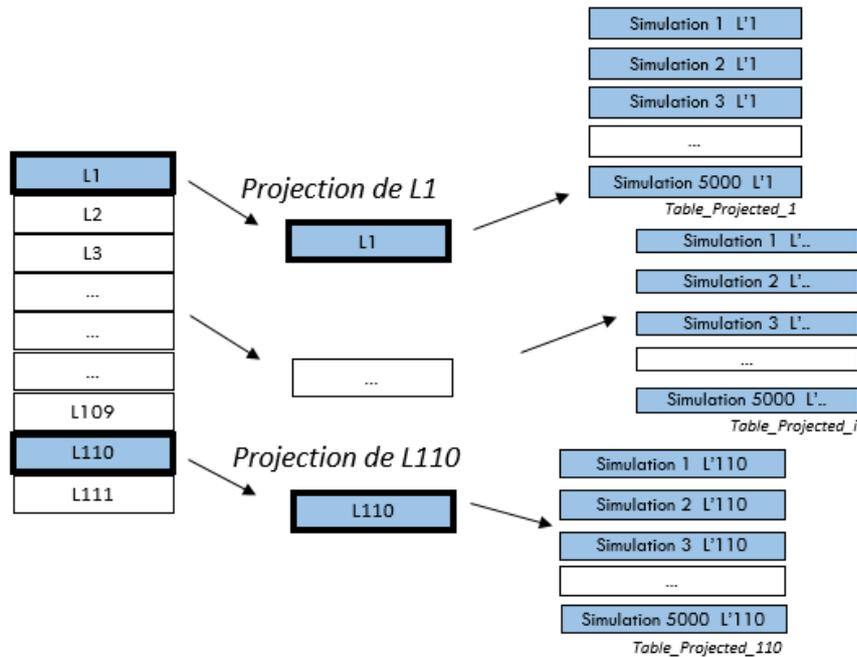 L1
L2
L3
...
...
...
L109
L110
L111
Projection de L1
L1
...
Projection de L110
L110
Simulation 1 L'1
Simulation 2 L'1
Simulation 3 L'1
...
Simulation 5000 L'1
Table_Projected_1
Simulation 1 L'..
Simulation 2 L'..
Simulation 3 L'..
...
Simulation 5000 L'..
Table_Projected_i
Simulation 1 L'110
Simulation 2 L'110
Simulation 3 L'110
...
Simulation 5000 L'110
Table_Projected_110